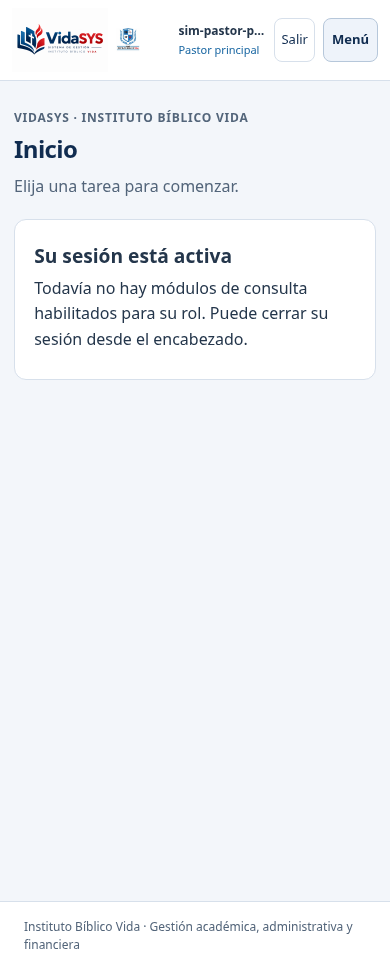 VidaSYS
sim-pastor-p...
Pastor principal
Salir
Menú
VIDASYS · INSTITUTO BÍBLICO VIDA
Inicio
Elija una tarea para comenzar.
Su sesión está activa
Todavía no hay módulos de consulta
habilitados para su rol. Puede cerrar su
sesión desde el encabezado.
Instituto Bíblico Vida · Gestión académica, administrativa y
financiera